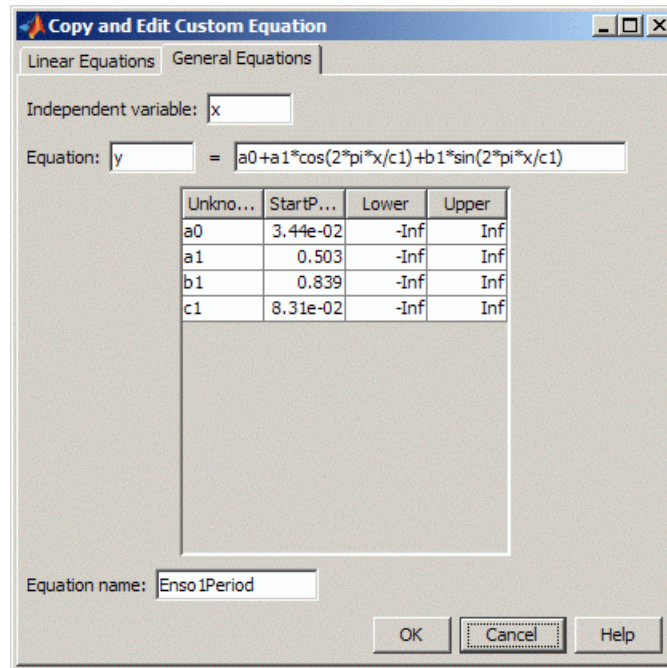 Copy and Edit Custom Equation
Linear Equations General Equations
Independent variable: x
Equation: y = a0+a1*cos(2*pi*x/c1)+b1*sin(2*pi*x/c1)
Unkno... StartP... Lower Upper
a0 3.44e-02 -Inf Inf
a1 0.503 -Inf Inf
b1 0.839 -Inf Inf
c1 8.31e-02 -Inf Inf
Equation name: Enso1Period
OK Cancel Help